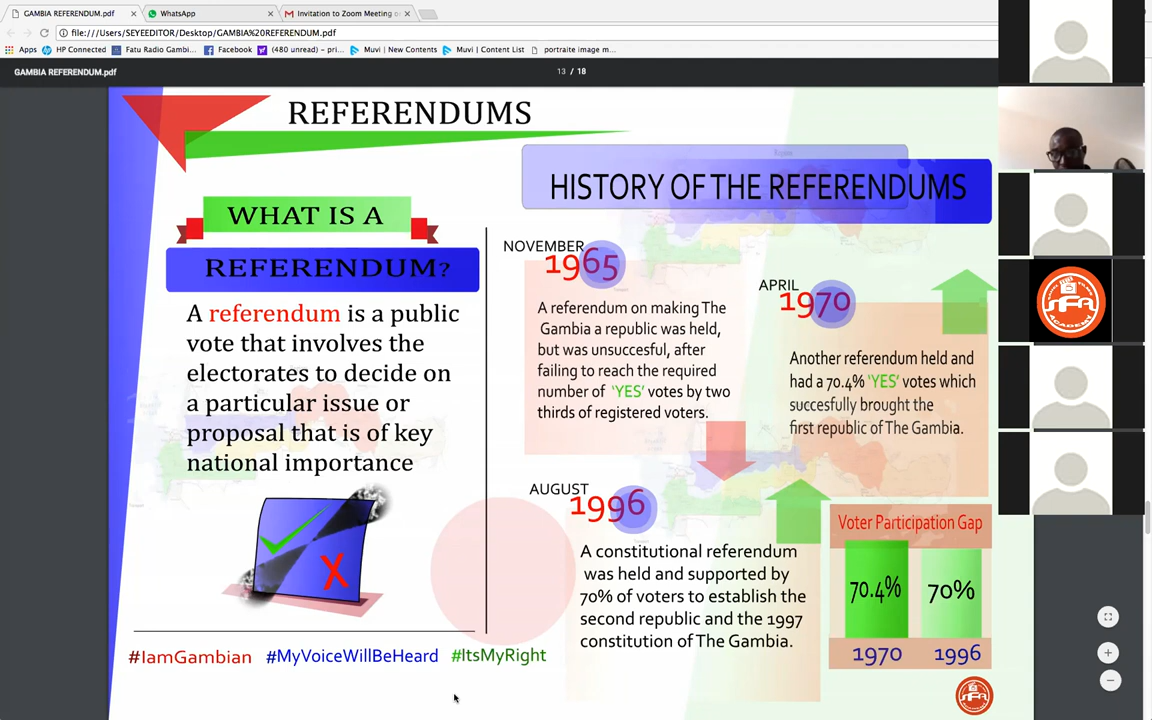 GAMBIA REFERENDUM.pdf
WhatsApp
Invitation to Zoom Meeting o
file:///Users/SEYEEDITOR/Desktop/GAMBIA%20REFERENDUM.pdf
Apps
HP Connected
Fatu Radio Gambi...
Facebook
(480 unread) - pri...
Muvi | New Contents
Muvi | Content List
portraite image m...
GAMBIA REFERENDUM.pdf
13 / 18
REFERENDUMS
WHAT IS A
REFERENDUM?
A referendum is a public
vote that involves the
electorates to decide on
a particular issue or
proposal that is of key
national importance
X
#IamGambian #MyVoiceWillBeHeard #ItsMyRight
HISTORY OF THE REFERENDUMS
NOVEMBER
1965
A referendum on making The
Gambia a republic was held,
but was unsuccesful, after
failing to reach the required
number of 'YES' votes by two
thirds of registered voters.
APRIL
1970
Another referendum held and
had a 70.4% 'YES' votes which
succesfully brought the
first republic of The Gambia.
AUGUST
1996
A constitutional referendum
was held and supported by
70% of voters to establish the
second republic and the 1997
constitution of The Gambia.
Voter Participation Gap
70.4% 70%
1970 1996
ACADEMY